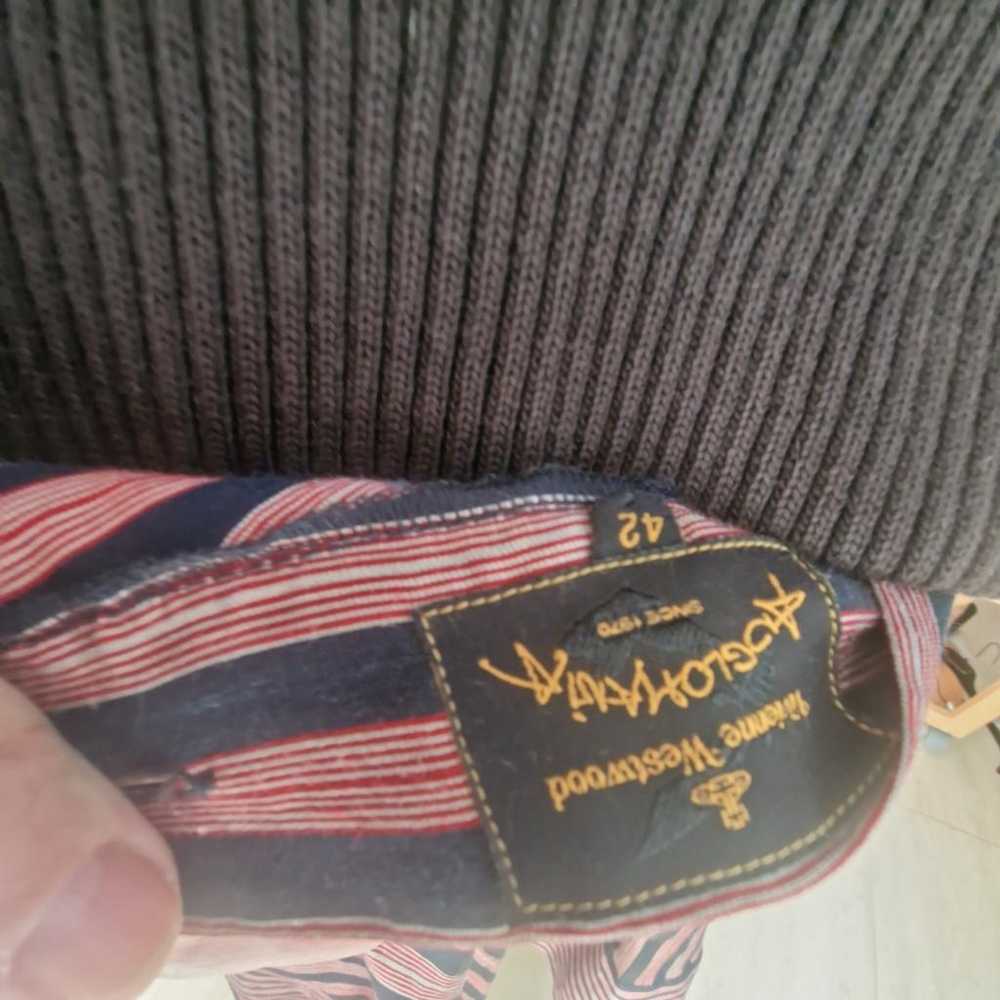 Vivienne Westwood
ANGLOMANIA
SINCE 1970
42